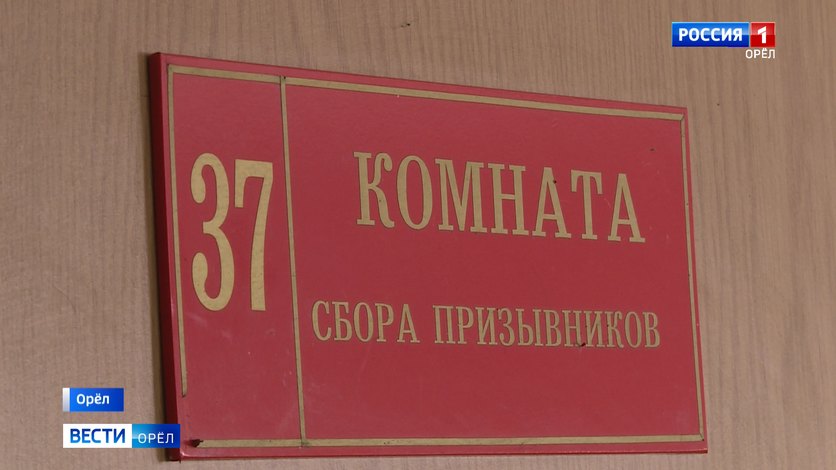 РОССИЯ 1
ОРЁЛ
37
КОМНАТА
СБОРА ПРИЗЫВНИКОВ
Орёл
ВЕСТИ ОРЁЛ